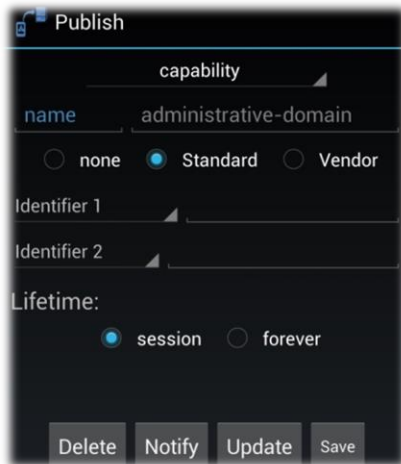 Publish
capability
name administrative-domain
none Standard Vendor
Identifier 1
Identifier 2
Lifetime:
session forever
Delete Notify Update Save